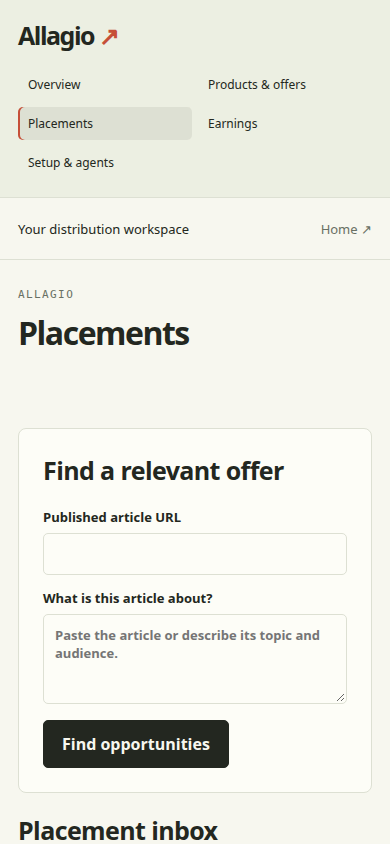 Allagio ↗
Overview
Products & offers
Placements
Earnings
Setup & agents
Your distribution workspace
Home ↗
ALLAGIO
Placements
Find a relevant offer
Published article URL
What is this article about?
Paste the article or describe its topic and
audience.
Find opportunities
Placement inbox